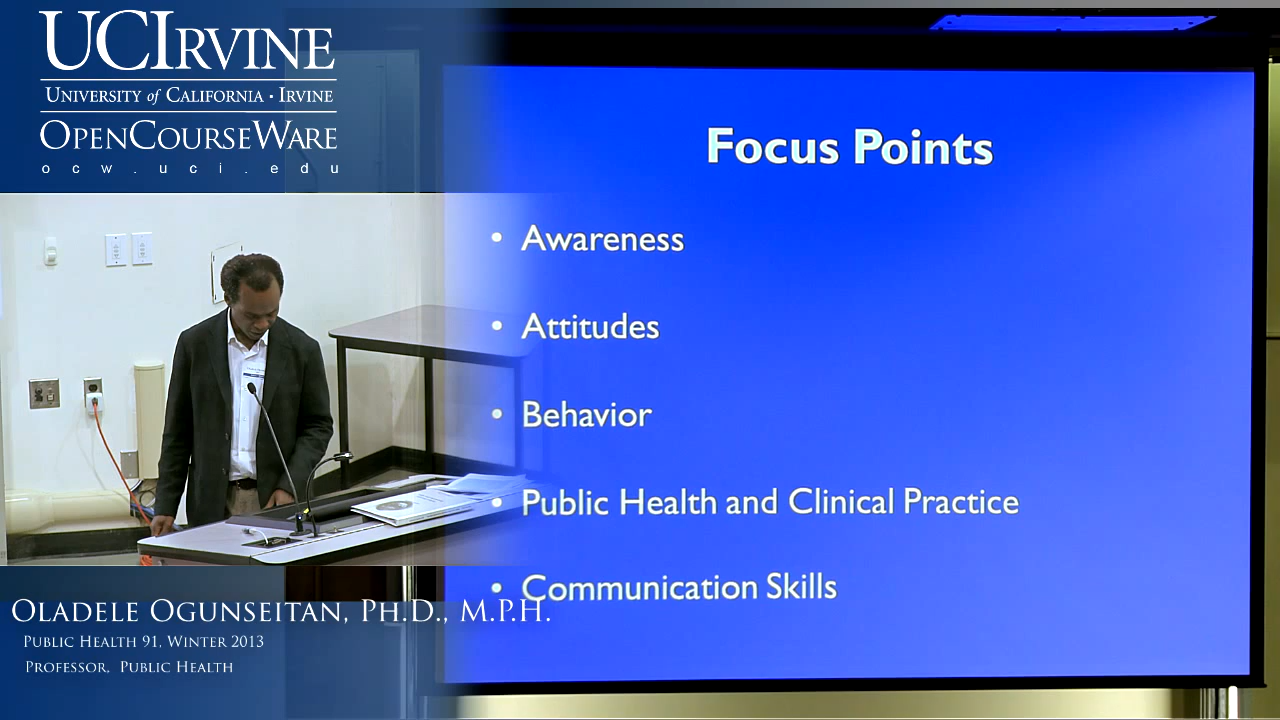 UCIRVINE
UNIVERSITY of CALIFORNIA · IRVINE
OPENCOURSEWARE
ocw.uci.edu
Focus Points
• Awareness
• Attitudes
• Behavior
• Public Health and Clinical Practice
• Communication Skills
OLADELE OGUNSEITAN, PH.D., M.P.H.
PUBLIC HEALTH 91, WINTER 2013
PROFESSOR, PUBLIC HEALTH